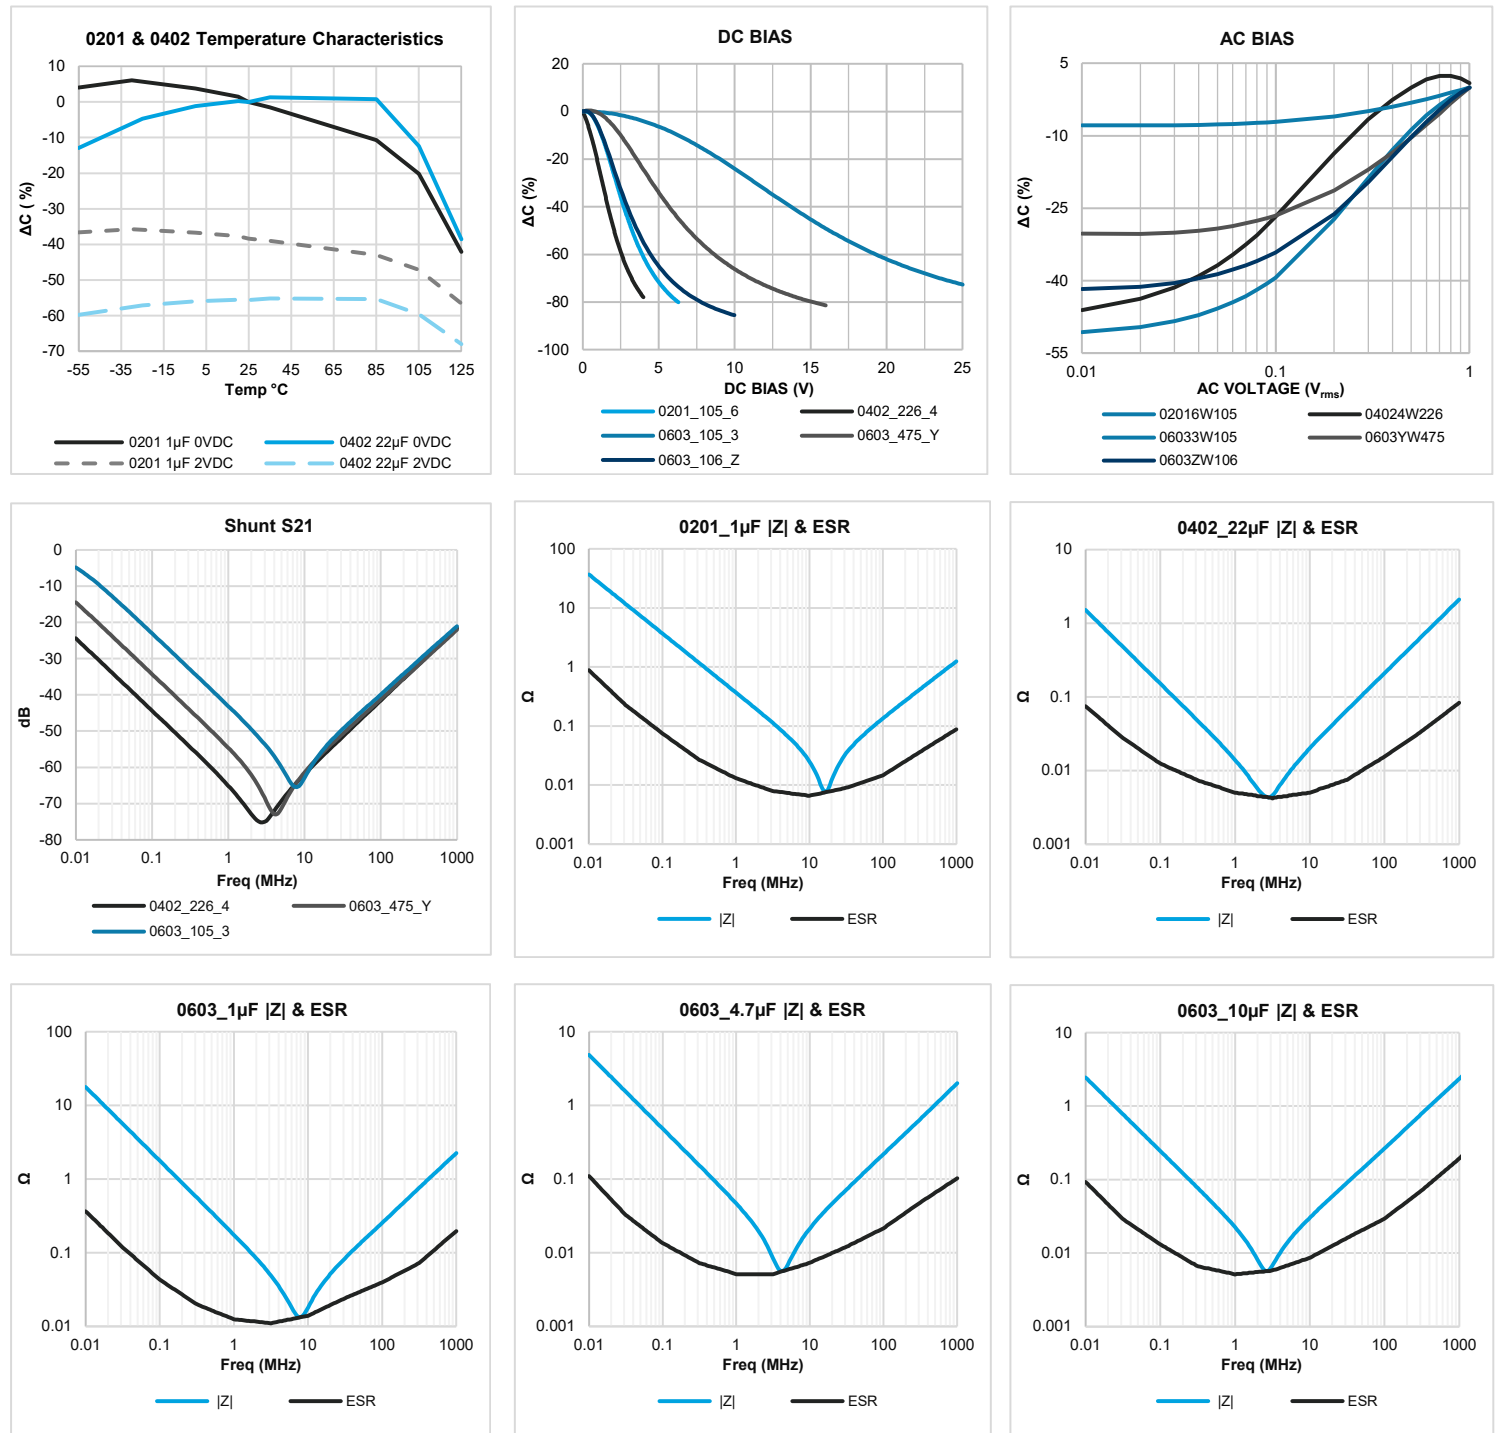 0201 & 0402 Temperature Characteristics
10
0
-10
-20
-30
-40
-50
-60
-70
ΔC ( %)
-55 -35 -15 5 25 45 65 85 105 125
Temp °C
0201 1µF 0VDC 0402 22µF 0VDC
0201 1µF 2VDC 0402 22µF 2VDC
DC BIAS
20
0
-20
-40
-60
-80
-100
ΔC (%)
0 5 10 15 20 25
DC BIAS (V)
0201_105_6 0402_226_4
0603_105_3 0603_475_Y
0603_106_Z
AC BIAS
5
-10
-25
-40
-55
ΔC (%)
0.01 0.1 1
AC VOLTAGE (Vrms)
02016W105 04024W226
06033W105 0603YW475
0603ZW106
Shunt S21
0
-10
-20
-30
-40
-50
-60
-70
-80
dB
0.01 0.1 1 10 100 1000
Freq (MHz)
0402_226_4 0603_475_Y
0603_105_3
0201_1µF |Z| & ESR
100
10
1
0.1
0.01
0.001
Ω
0.01 0.1 1 10 100 1000
Freq (MHz)
|Z| ESR
0402_22µF |Z| & ESR
10
1
0.1
0.01
0.001
Ω
0.01 0.1 1 10 100 1000
Freq (MHz)
|Z| ESR
0603_1µF |Z| & ESR
100
10
1
0.1
0.01
Ω
0.01 0.1 1 10 100 1000
Freq (MHz)
|Z| ESR
0603_4.7µF |Z| & ESR
10
1
0.1
0.01
0.001
Ω
0.01 0.1 1 10 100 1000
Freq (MHz)
|Z| ESR
0603_10µF |Z| & ESR
10
1
0.1
0.01
0.001
Ω
0.01 0.1 1 10 100 1000
Freq (MHz)
|Z| ESR